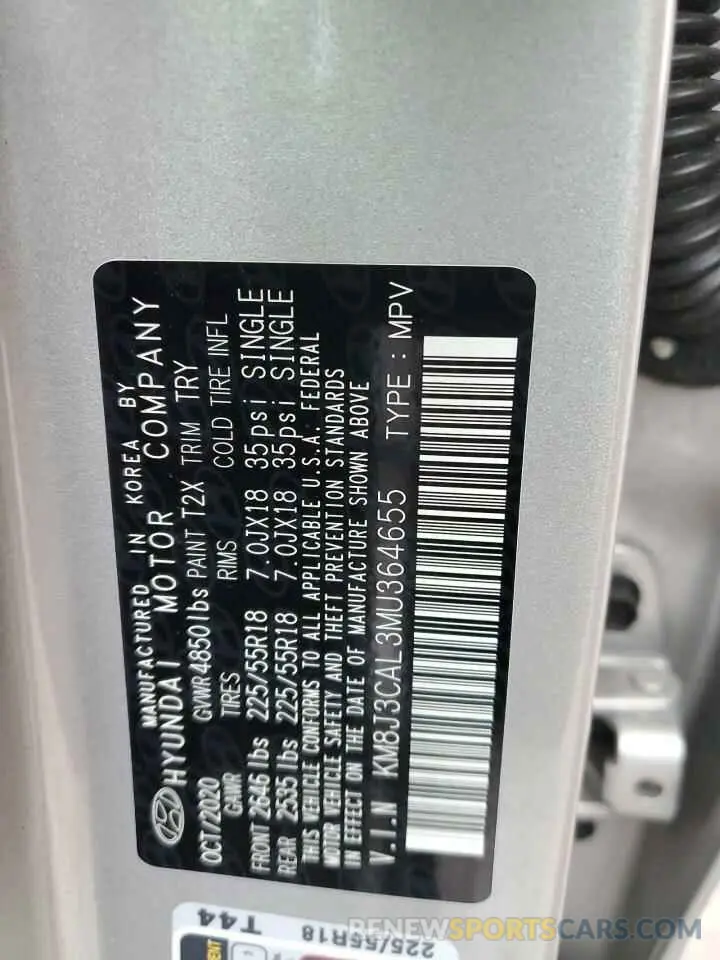 MANUFACTURED IN KOREA BY
HYUNDAI MOTOR COMPANY
OCT/2020 GVWR 4850lbs PAINT T2X TRIM TRY
GAWR TIRES RIMS COLD TIRE INFL
FRONT 2646lbs 225/55R18 7.0JX18 35psi SINGLE
REAR 2535lbs 225/55R18 7.0JX18 35psi SINGLE
THIS VEHICLE CONFORMS TO ALL APPLICABLE U.S.A. FEDERAL
MOTOR VEHICLE SAFETY AND THEFT PREVENTION STANDARDS
IN EFFECT ON THE DATE OF MANUFACTURE SHOWN ABOVE
V.I.N KM8J3CAL3MU364655 TYPE : MPV
T44
225/55R18
RENEWSPORTSCARS.COM